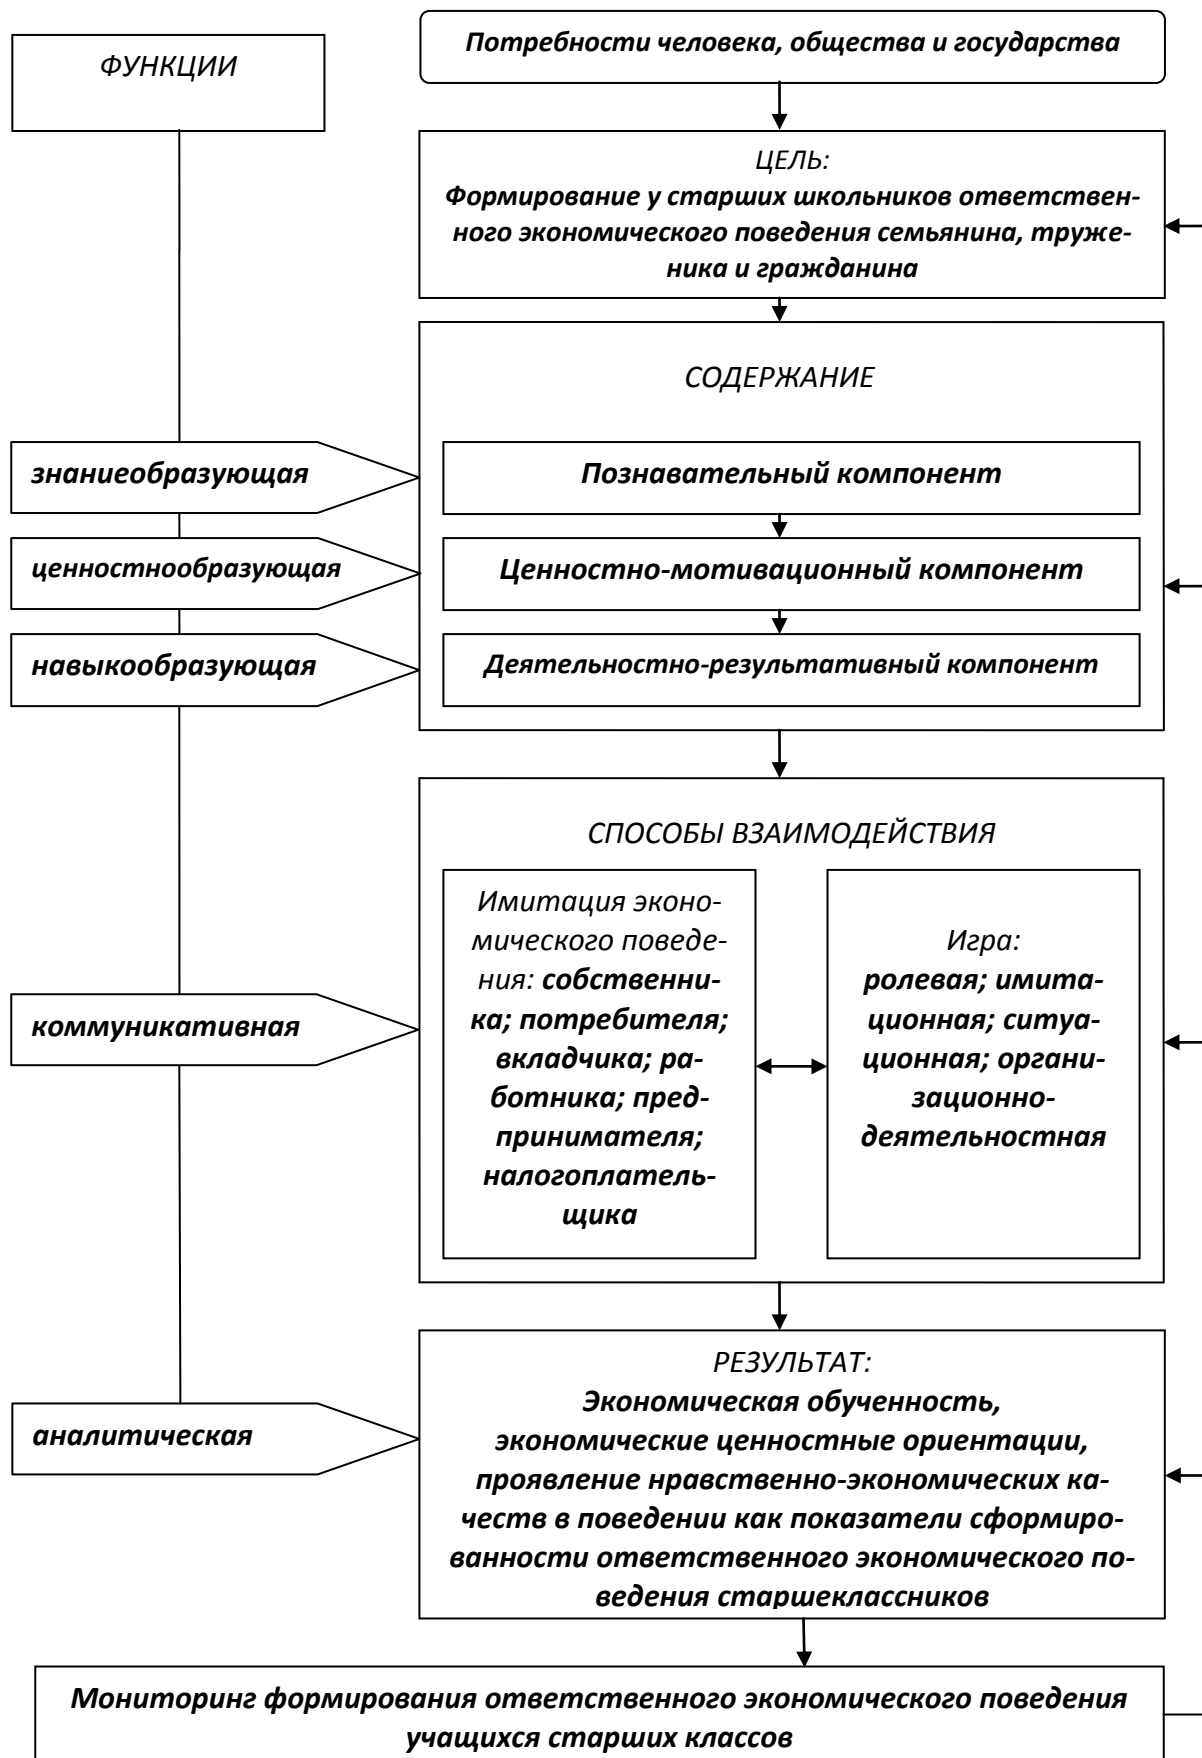 ФУНКЦИИ
Потребности человека, общества и государства
ЦЕЛЬ:
Формирование у старших школьников ответствен-
ного экономического поведения семьянина, труже-
ника и гражданина
СОДЕРЖАНИЕ
знаниеобразующая
Познавательный компонент
ценностнообразующая
Ценностно-мотивационный компонент
навыкообразующая
Деятельностно-результативный компонент
СПОСОБЫ ВЗАИМОДЕЙСТВИЯ
коммуникативная
Имитация эконо-
мического поведе-
ния: собственни-
ка; потребителя;
вкладчика; ра-
ботника; пред-
принимателя;
налогоплатель-
щика
Игра:
ролевая; имита-
ционная; ситуа-
ционная; органи-
зационно-
деятельностная
аналитическая
РЕЗУЛЬТАТ:
Экономическая обученность,
экономические ценностные ориентации,
проявление нравственно-экономических ка-
честв в поведении как показатели сформиро-
ванности ответственного экономического по-
ведения старшеклассников
Мониторинг формирования ответственного экономического поведения
учащихся старших классов